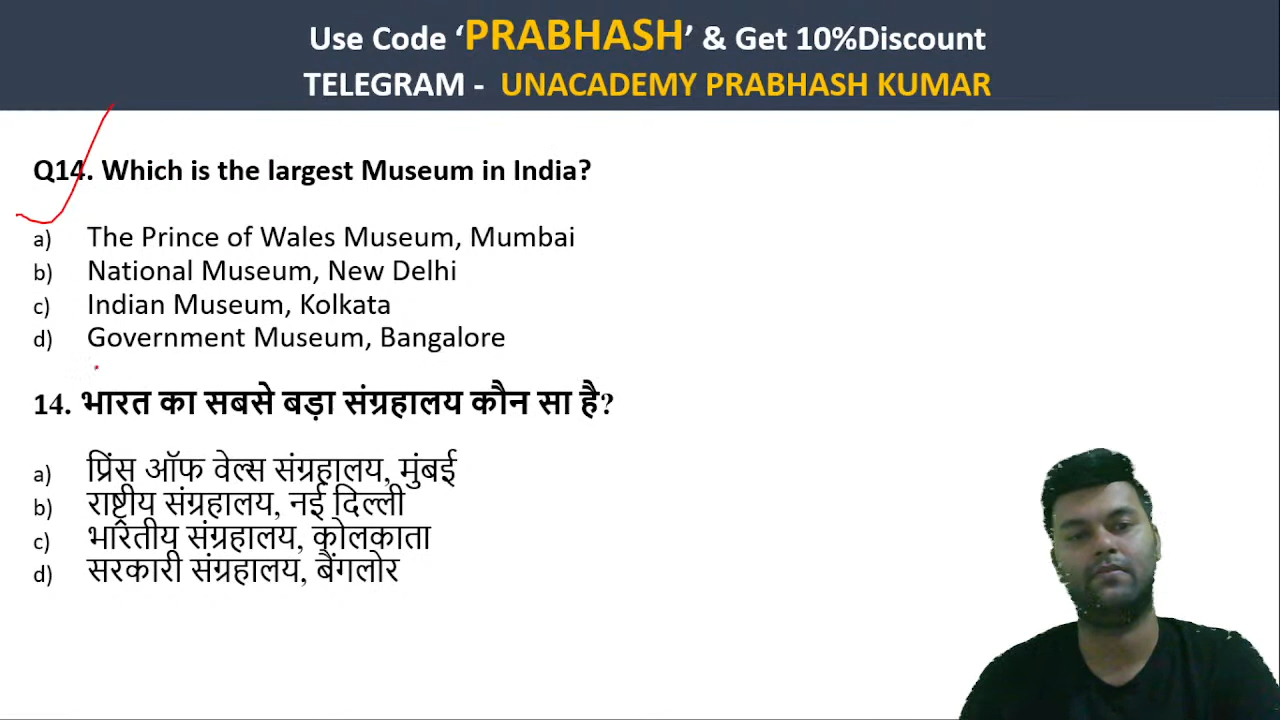 Use Code ‘PRABHASH’ & Get 10%Discount
TELEGRAM - UNACADEMY PRABHASH KUMAR
Q14. Which is the largest Museum in India?
a) The Prince of Wales Museum, Mumbai
b) National Museum, New Delhi
c) Indian Museum, Kolkata
d) Government Museum, Bangalore
14. भारत का सबसे बड़ा संग्रहालय कौन सा है?
a) प्रिंस ऑफ वेल्स संग्रहालय, मुंबई
b) राष्ट्रीय संग्रहालय, नई दिल्ली
c) भारतीय संग्रहालय, कोलकाता
d) सरकारी संग्रहालय, बैंगलोर